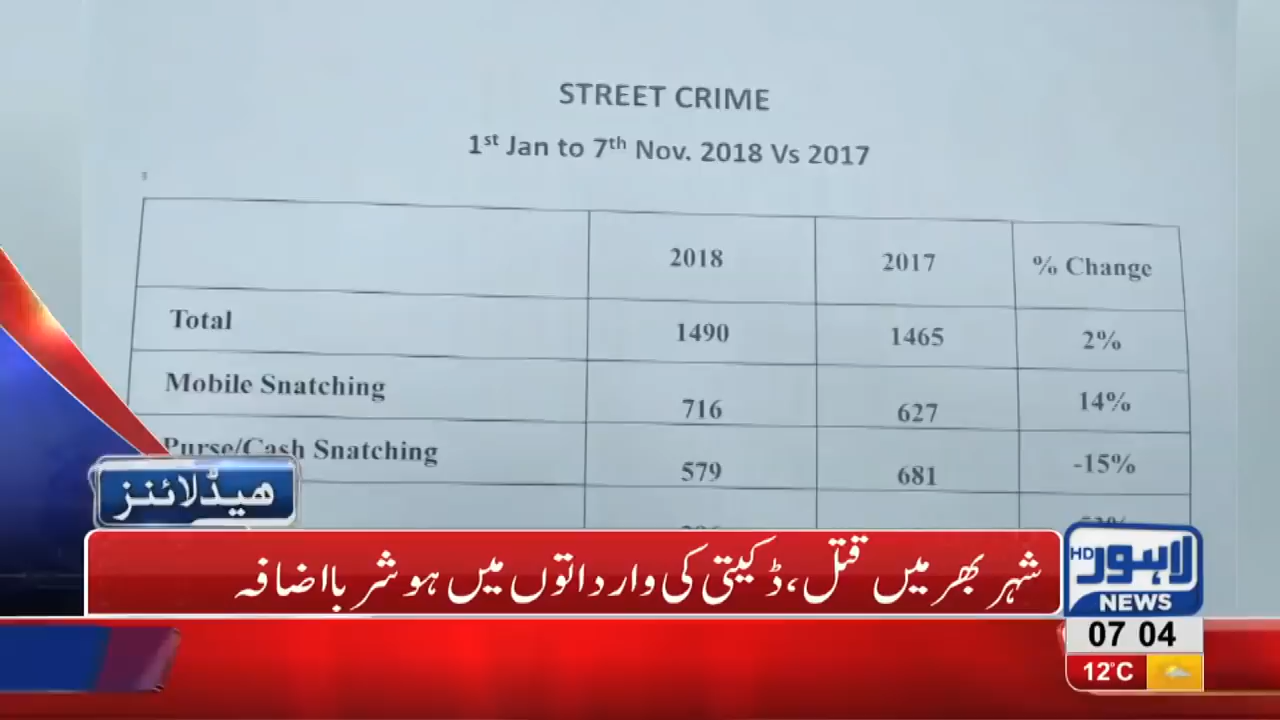 STREET CRIME
1st Jan to 7th Nov. 2018 Vs 2017
2018 2017 % Change
Total 1490 1465 2%
Mobile Snatching 716 627 14%
Purse/Cash Snatching 579 681 -15%
ھیڈلائنز
شہر بھر میں قتل، ڈکیتی کی وارداتوں میں ہوشربا اضافہ
HD لاہور
NEWS
07 04
12°C